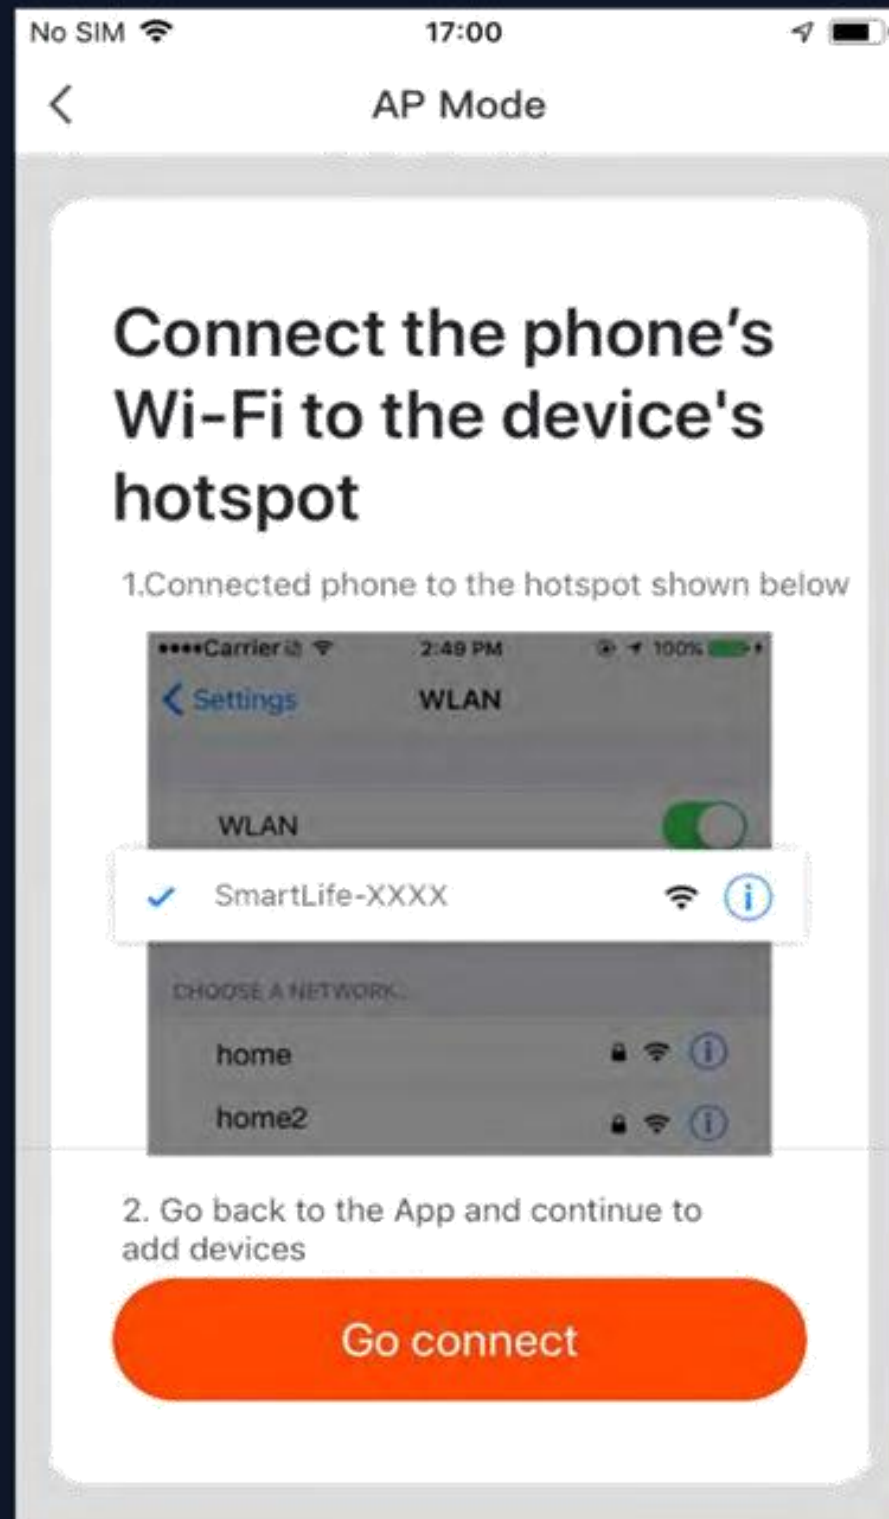 No SIM 17:00
AP Mode
Connect the phone’s
Wi-Fi to the device's
hotspot
1.Connected phone to the hotspot shown below
Carrier 2:49 PM 100%
Settings WLAN
WLAN
SmartLife-XXXX
CHOOSE A NETWORK...
home
home2
2. Go back to the App and continue to
add devices
Go connect